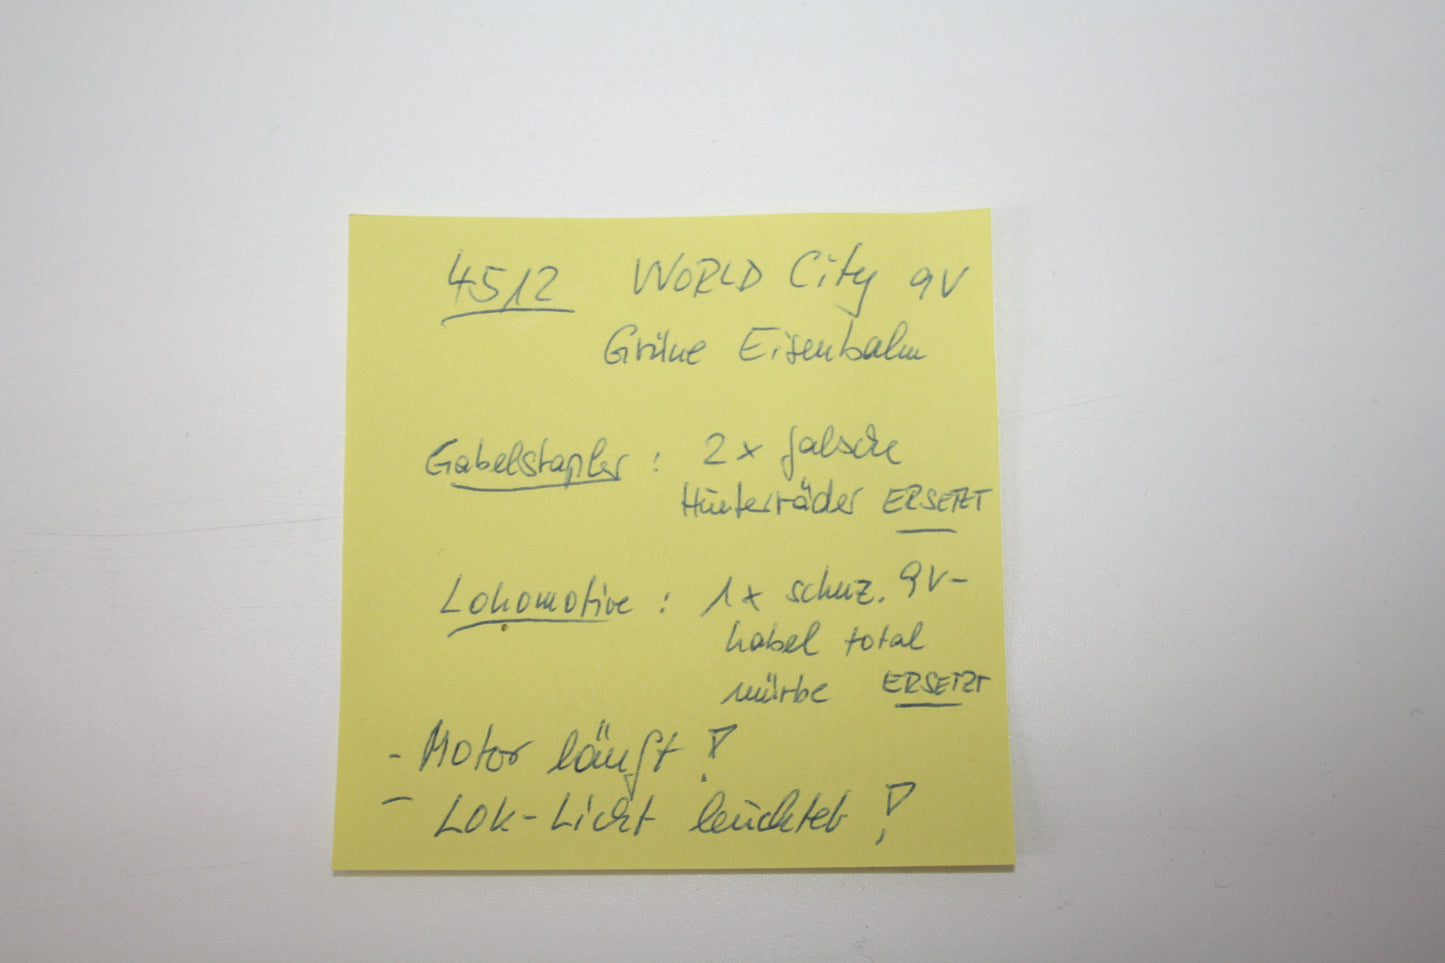 4512 WORLD City 9V
Grüne Eisenbahn
Gabelstapler : 2x falsche
Hinterräder ERSETZT
Lokomotive : 1x schwz. 9V-
kabel total
mürbe ERSETZT
- Motor läuft !
- Lok-Licht leuchtet !